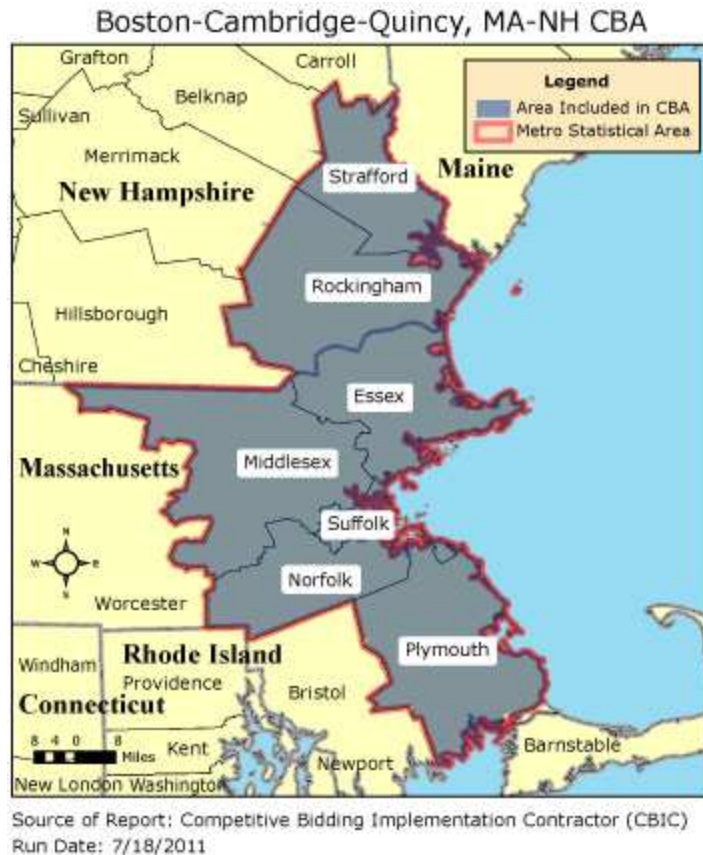 Boston-Cambridge-Quincy, MA-NH CBA
Grafton
Carroll
Legend
Area Included in CBA
Metro Statistical Area
Belknap
Sullivan
Merrimack
Strafford
Maine
New Hampshire
Rockingham
Hillsborough
Cheshire
Essex
Massachusetts
Middlesex
Suffolk
N
W
E
S
Norfolk
Worcester
Plymouth
Windham
Rhode Island
Providence
Connecticut
Bristol
8 4 0 8
Miles
Kent
Newport
Barnstable
New London
Washington
Source of Report: Competitive Bidding Implementation Contractor (CBIC)
Run Date: 7/18/2011